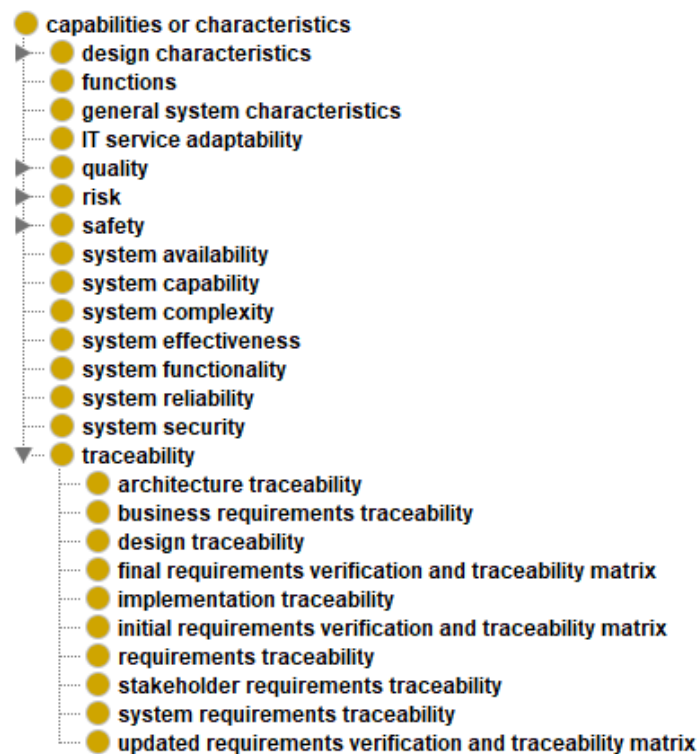 capabilities or characteristics
design characteristics
functions
general system characteristics
IT service adaptability
quality
risk
safety
system availability
system capability
system complexity
system effectiveness
system functionality
system reliability
system security
traceability
architecture traceability
business requirements traceability
design traceability
final requirements verification and traceability matrix
implementation traceability
initial requirements verification and traceability matrix
requirements traceability
stakeholder requirements traceability
system requirements traceability
updated requirements verification and traceability matrix